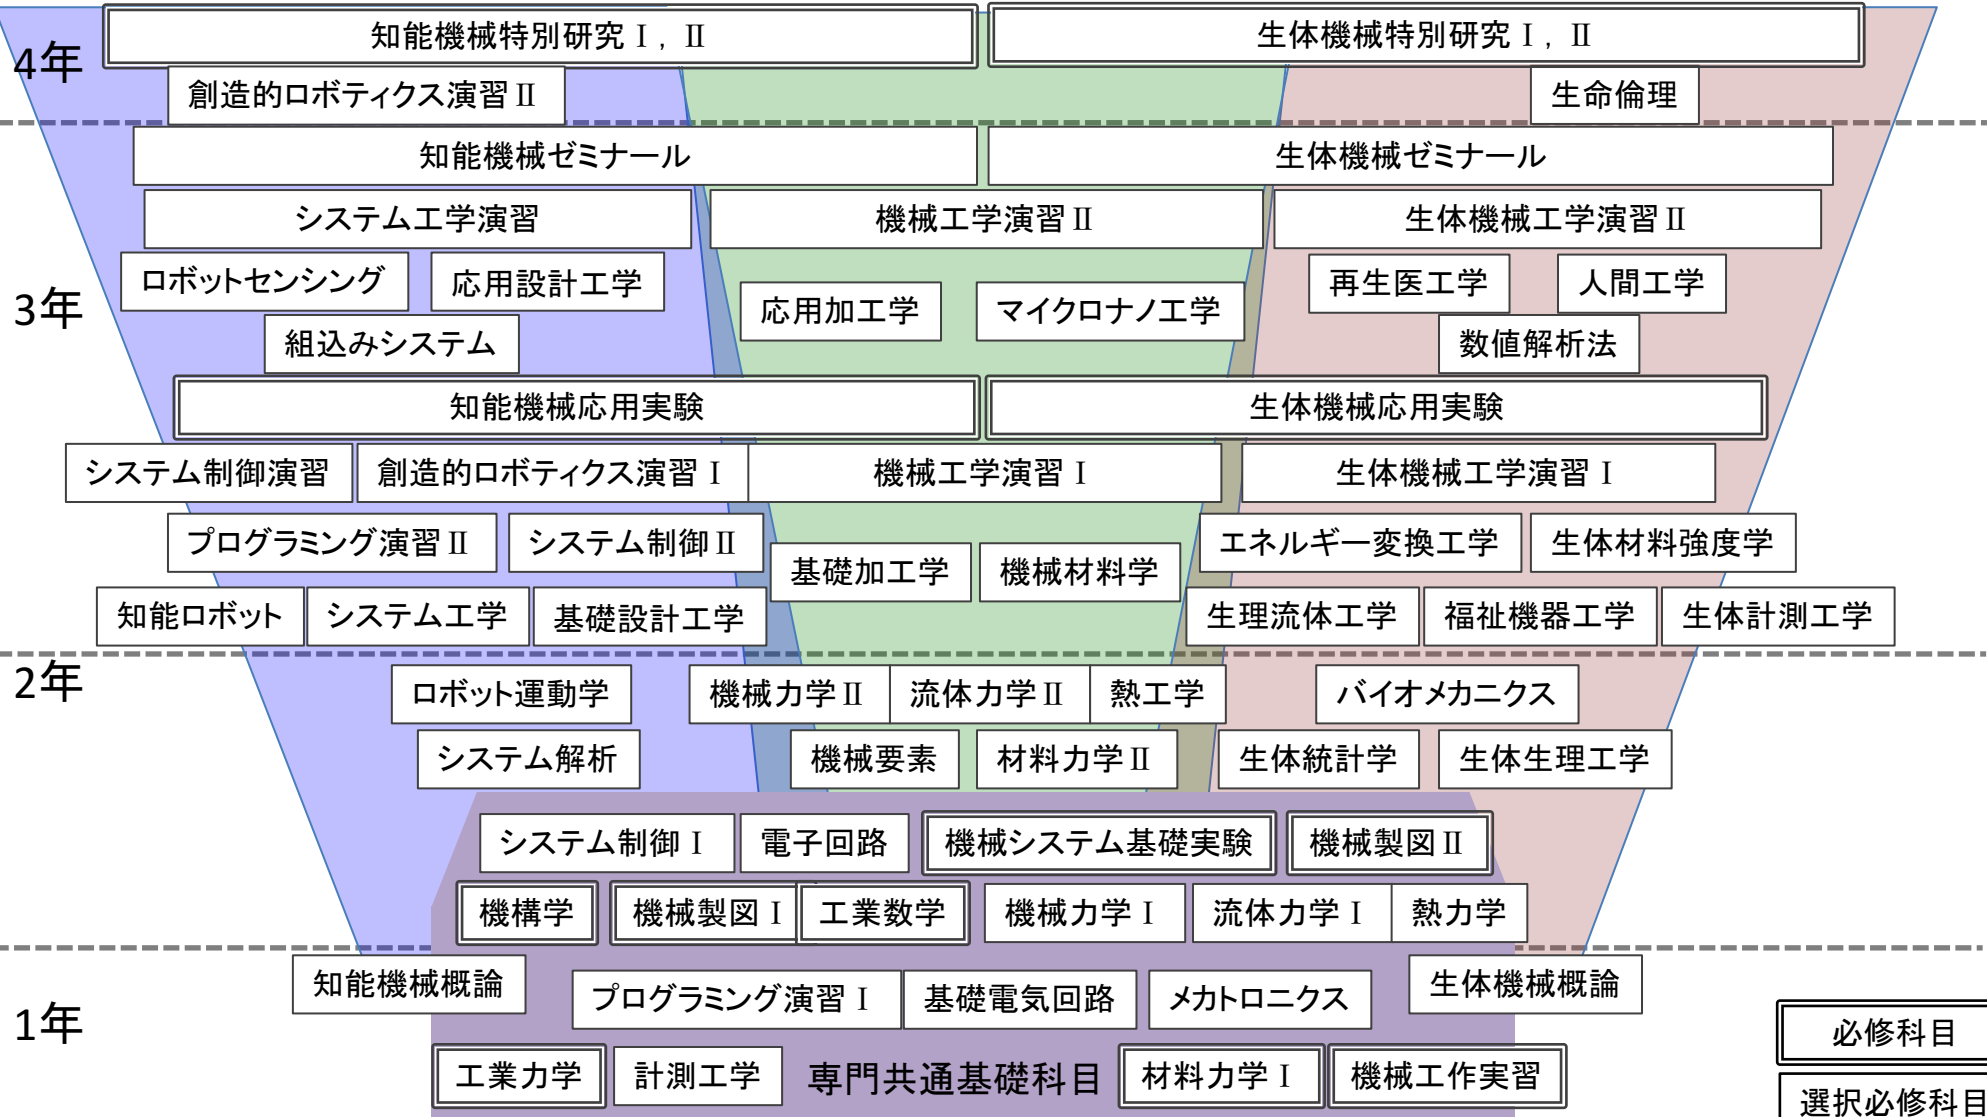 4年
知能機械特別研究Ⅰ，Ⅱ
生体機械特別研究Ⅰ，Ⅱ
創造的ロボティクス演習Ⅱ
生命倫理
3年
知能機械ゼミナール
生体機械ゼミナール
システム工学演習
機械工学演習Ⅱ
生体機械工学演習Ⅱ
ロボットセンシング
応用設計工学
応用加工学
マイクロナノ工学
再生医工学
人間工学
組込みシステム
数値解析法
知能機械応用実験
生体機械応用実験
システム制御演習
創造的ロボティクス演習Ⅰ
機械工学演習Ⅰ
生体機械工学演習Ⅰ
プログラミング演習Ⅱ
システム制御Ⅱ
基礎加工学
機械材料学
エネルギー変換工学
生体材料強度学
知能ロボット
システム工学
基礎設計工学
生理流体工学
福祉機器工学
生体計測工学
2年
ロボット運動学
機械力学Ⅱ
流体力学Ⅱ
熱工学
バイオメカニクス
システム解析
機械要素
材料力学Ⅱ
生体統計学
生体生理工学
システム制御Ⅰ
電子回路
機械システム基礎実験
機械製図Ⅱ
機構学
機械製図Ⅰ
工業数学
機械力学Ⅰ
流体力学Ⅰ
熱力学
1年
知能機械概論
プログラミング演習Ⅰ
基礎電気回路
メカトロニクス
生体機械概論
工業力学
計測工学
専門共通基礎科目
材料力学Ⅰ
機械工作実習
必修科目
選択必修科目